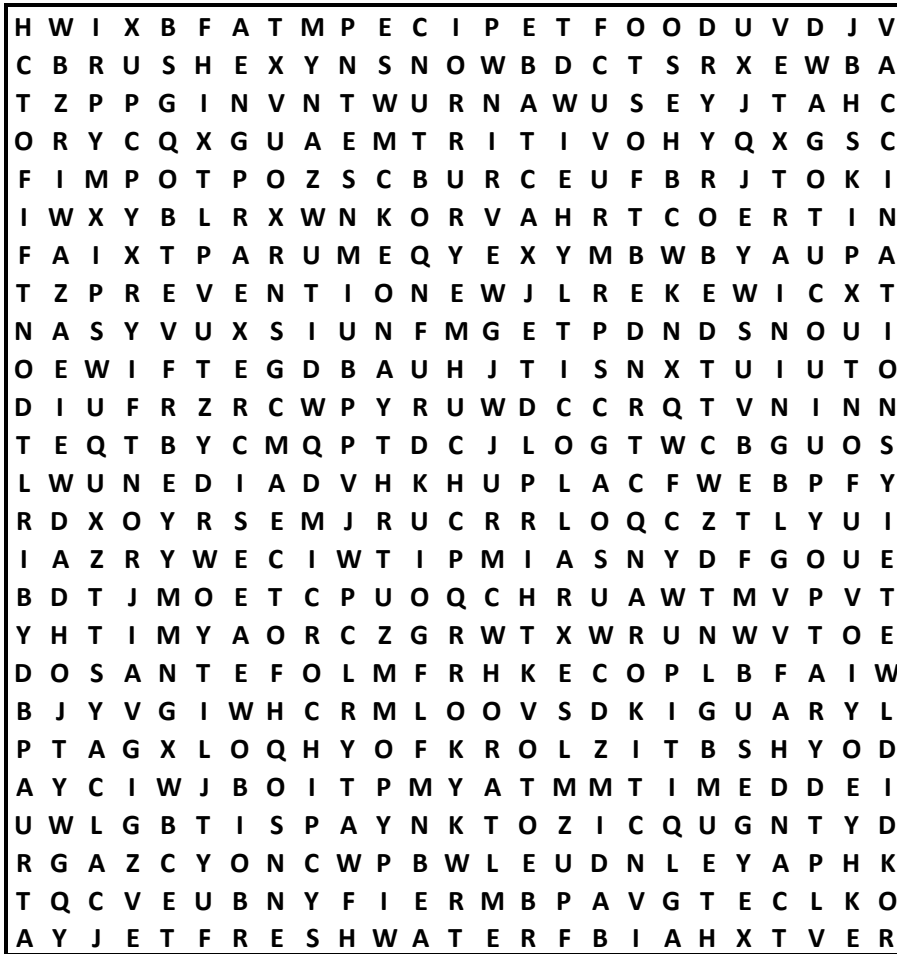 H W I X B F A T M P E C I P E T F O O D U V D J V
C B R U S H E X Y N S N O W B D C T S R X E W B A
T Z P P G I N V N T W U R N A W U S E Y J T A H C
O R Y C Q X G U A E M T R I T I V O H Y Q X G S C
F I M P O T P O Z S C B U R C E U F B R J T O K I
I W X Y B L R X W N K O R V A H R T C O E R T I N
F A I X T P A R U M E Q Y E X Y M B W B Y A U P A
T Z P R E V E N T I O N E W J L R E K E W I C X T
N A S Y V U X S I U N F M G E T P D N D S N O U I
O E W I F T E G D B A U H J T I S N X T U I U T O
D I U F R Z R C W P Y R U W D C C R Q T V N I N N
T E Q T B Y C M Q P T D C J L O G T W C B G U O S
L W U N E D I A D V H K H U P L A C F W E B P F Y
R D X O Y R S E M J R U C R R L O Q C Z T L Y U I
I A Z R Y W E C I W T I P M I A S N Y D F G O U E
B D T J M O E T C P U O Q C H R U A W T M V P V T
Y H T I M Y A O R C Z G R W T X W R U N W V T O E
D O S A N T E F O L M F R H K E C O P L B F A I W
B J Y V G I W H C R M L O O V S D K I G U A R Y L
P T A G X L O Q H Y O F K R O L Z I T B S H Y O D
A Y C I W J B O I T P M Y A T M M T I M E D D E I
U W L G B T I S P A Y N K T O Z I C Q U G N T Y D
R G A Z C Y O N C W P B W L E U D N L E Y A P H K
T Q C V E U B N Y F I E R M B P A V G T E C L K O
A Y J E T F R E S H W A T E R F B I A H X T V E R